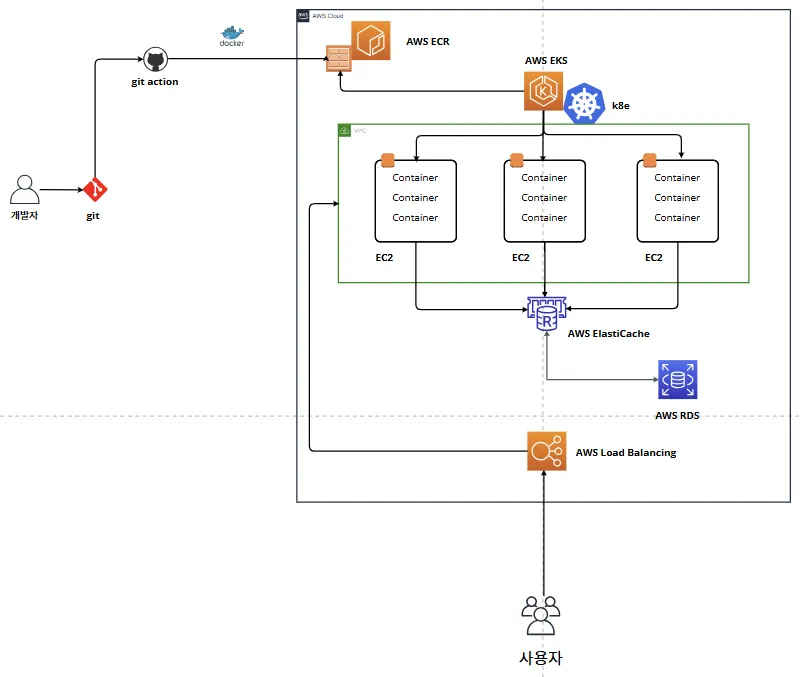 aws
AWS Cloud
docker
AWS ECR
git action
AWS EKS
k8e
VPC
개발자
git
Container
Container
Container
Container
Container
Container
Container
Container
Container
EC2
EC2
EC2
R
AWS ElastiCache
AWS RDS
AWS Load Balancing
사용자